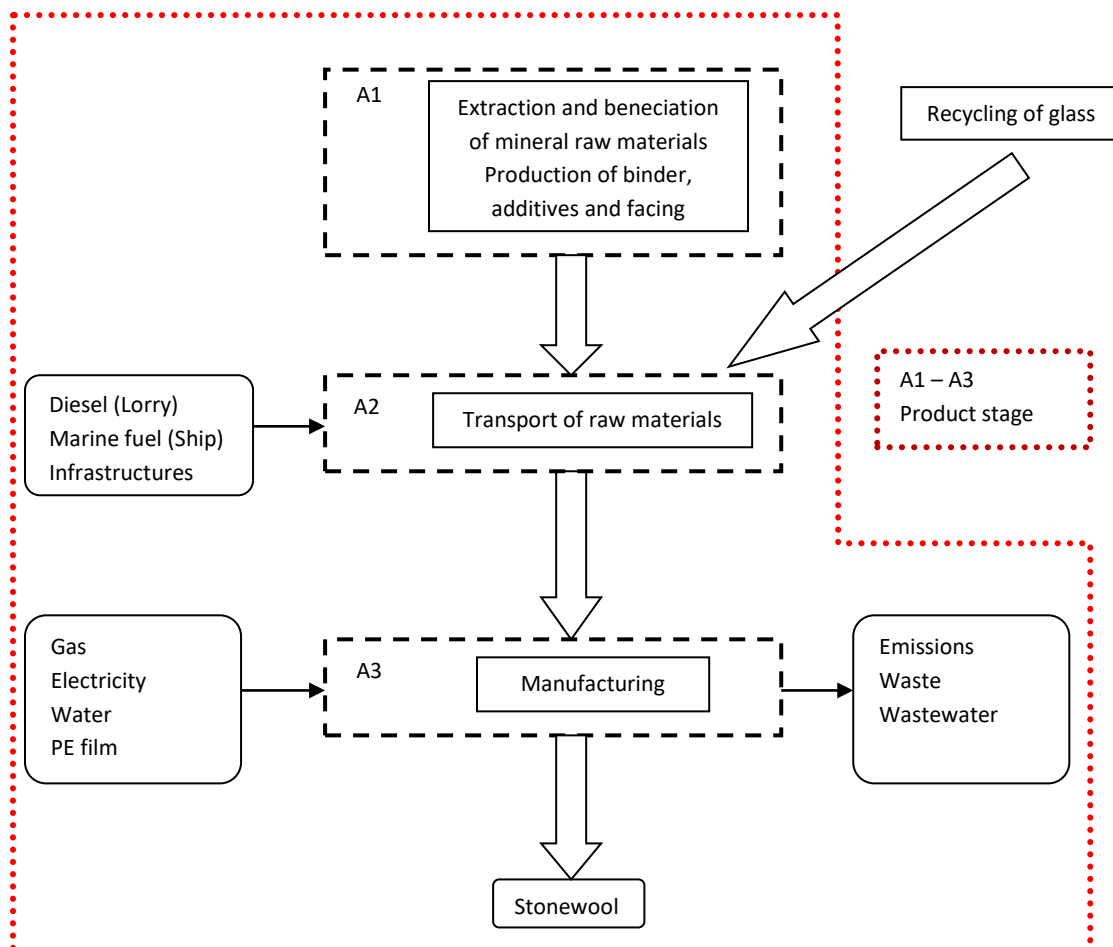 A1
Extraction and beneciation
of mineral raw materials
Production of binder,
additives and facing
Recycling of glass
Diesel (Lorry)
Marine fuel (Ship)
Infrastructures
A2
Transport of raw materials
A1 – A3
Product stage
Gas
Electricity
Water
PE film
A3
Manufacturing
Emissions
Waste
Wastewater
Stonewool